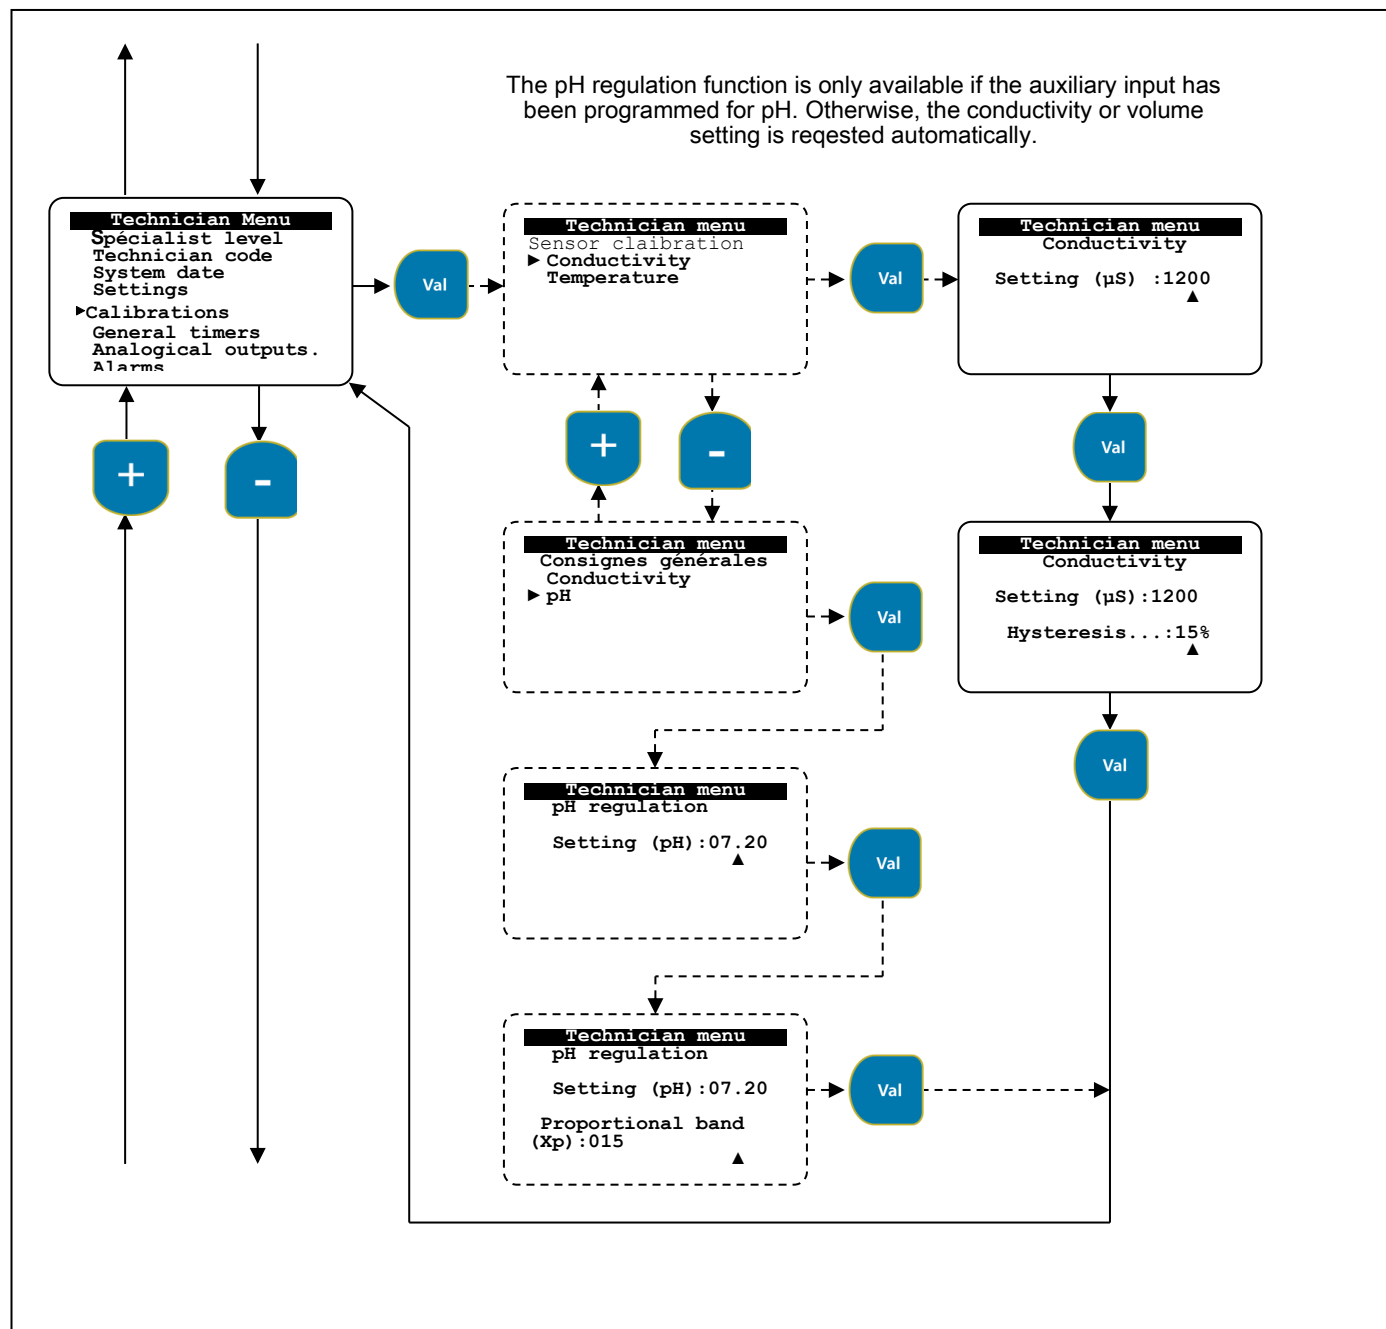 The pH regulation function is only available if the auxiliary input has
been programmed for pH. Otherwise, the conductivity or volume
setting is reqested automatically.
Technician Menu
Spécialist level
Technician code
System date
Settings
►Calibrations
General timers
Analogical outputs.
Alarms
Val
Technician menu
Sensor claibration
► Conductivity
Temperature
Val
Technician menu
Conductivity
Setting (µS) :1200
▲
+
-
+
-
Val
Technician menu
Consignes générales
Conductivity
► pH
Val
Technician menu
Conductivity
Setting (µS):1200
Hysteresis...:15%
▲
Val
Technician menu
pH regulation
Setting (pH):07.20
▲
Val
Technician menu
pH regulation
Setting (pH):07.20
Proportional band
(Xp):015
▲
Val